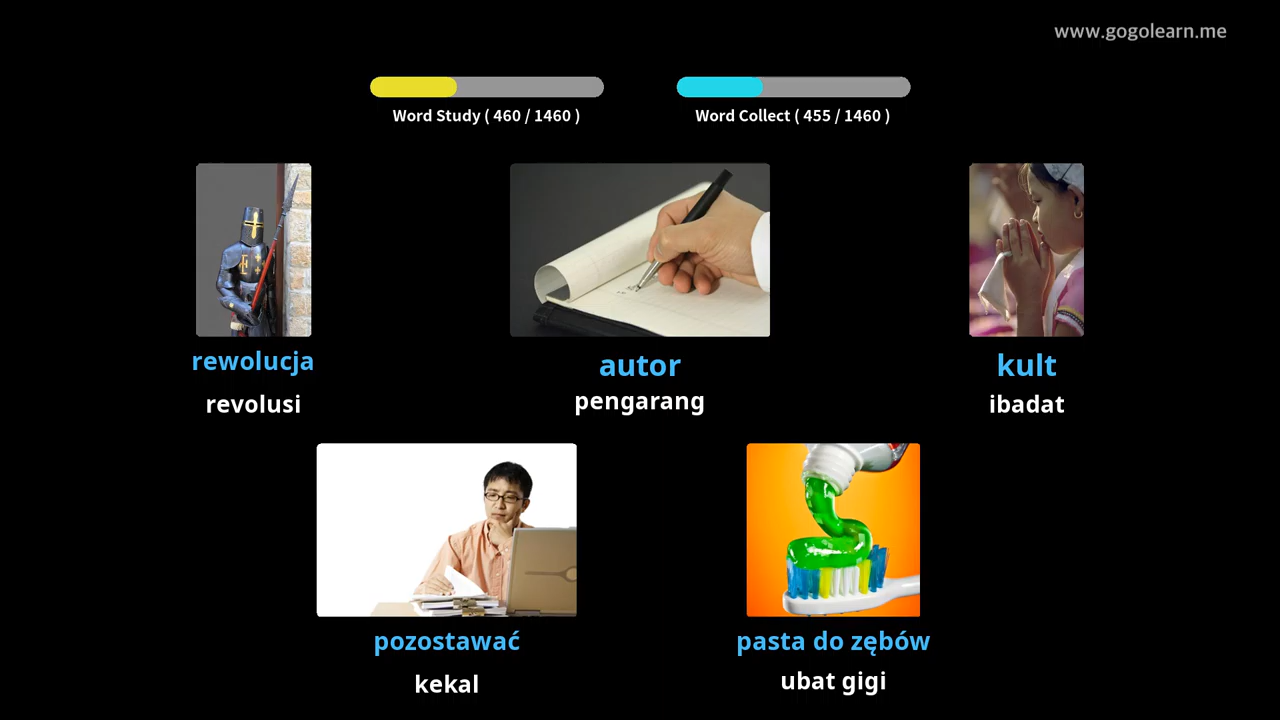 www.gogolearn.me
Word Study ( 460 / 1460 )
Word Collect ( 455 / 1460 )
rewolucja
revolusi
autor
pengarang
kult
ibadat
pozostawać
kekal
pasta do zębów
ubat gigi